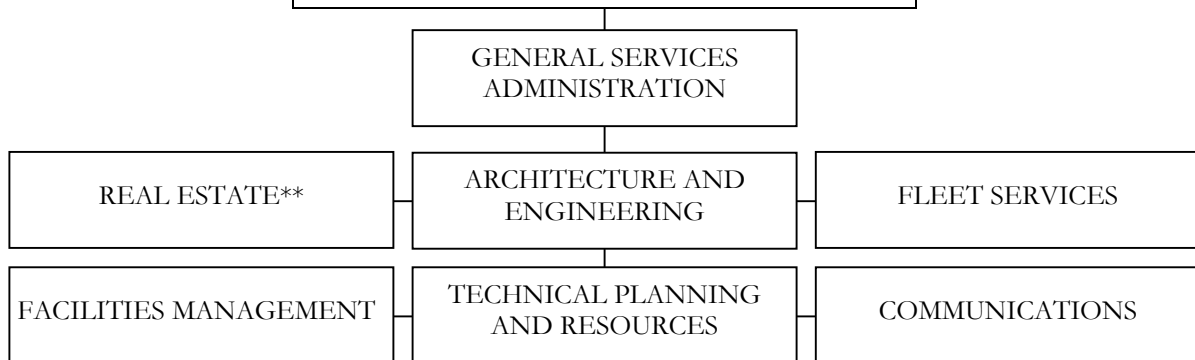 GENERAL SERVICES
ADMINISTRATION
REAL ESTATE**
ARCHITECTURE AND
ENGINEERING
FLEET SERVICES
FACILITIES MANAGEMENT
TECHNICAL PLANNING
AND RESOURCES
COMMUNICATIONS